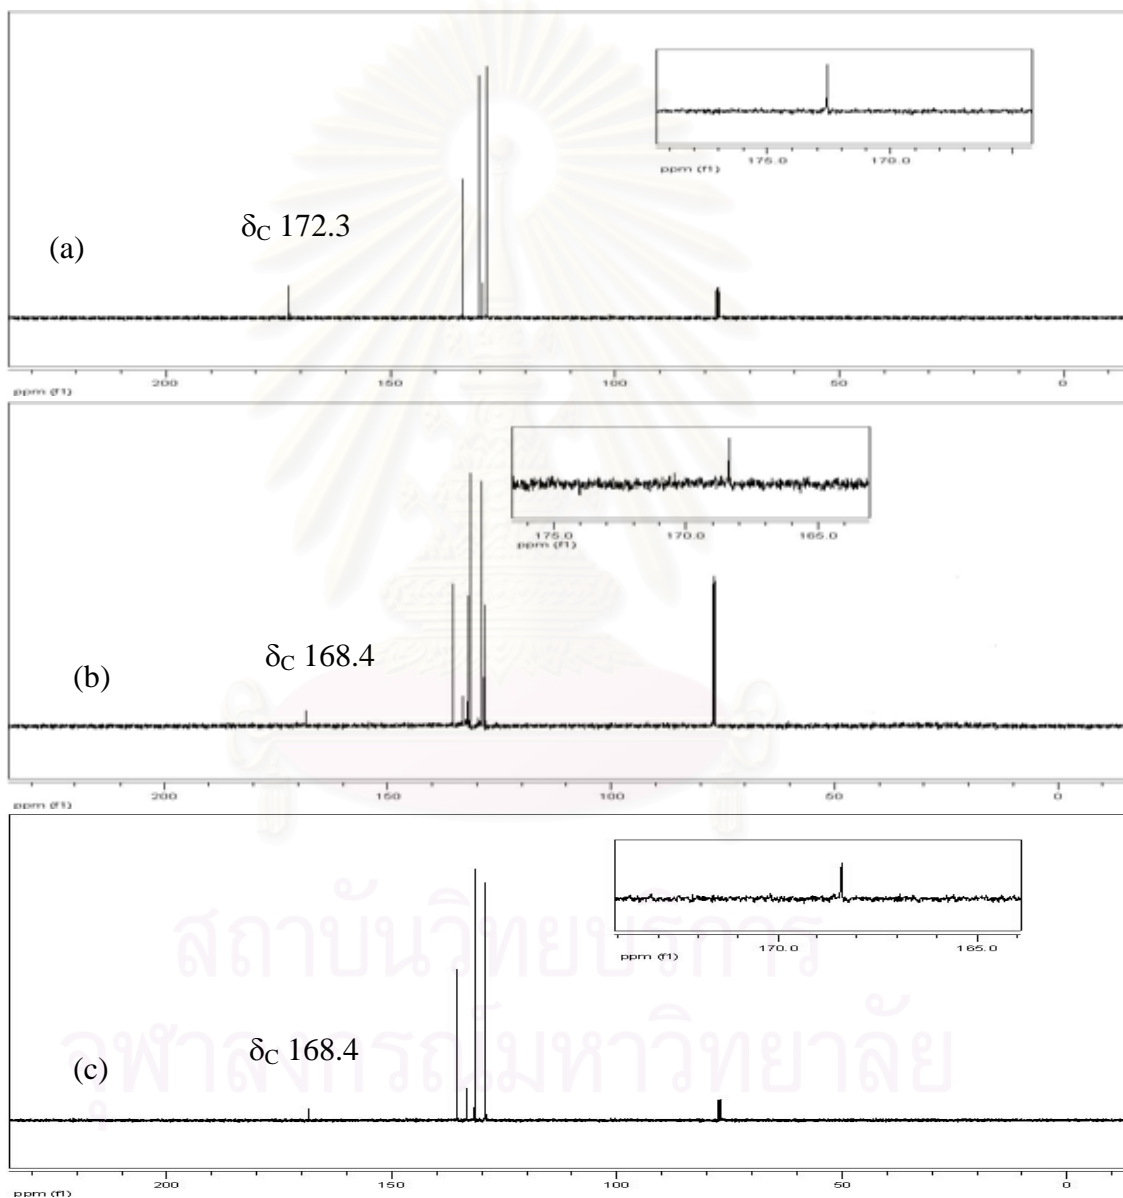 175.0 170.0
ppm (f1)
δC 172.3
(a)
200 150 100 50 0
ppm (f1)
175.0 170.0 165.0
ppm (f1)
δC 168.4
(b)
200 150 100 50 0
ppm (f1)
170.0 165.0
ppm (f1)
สถาบันวิทยบริการ
จุฬาลงกรณ์มหาวิทยาลัย
δC 168.4
(c)
200 150 100 50 0
ppm (f1)